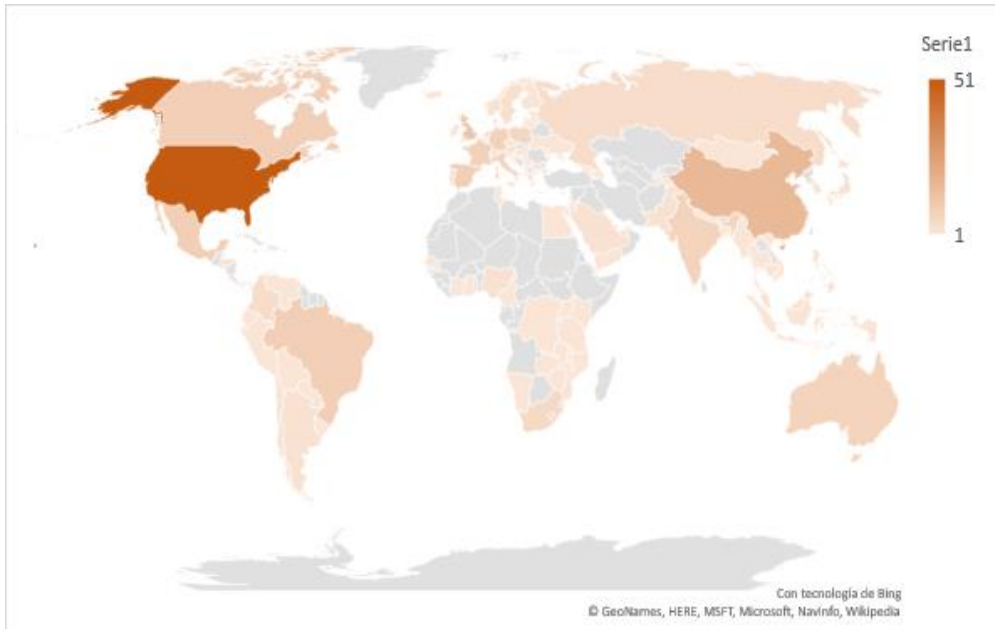 Serie1
51
1
Con tecnología de Bing
© GeoNames, HERE, MSFT, Microsoft, NavInfo, Wikipedia